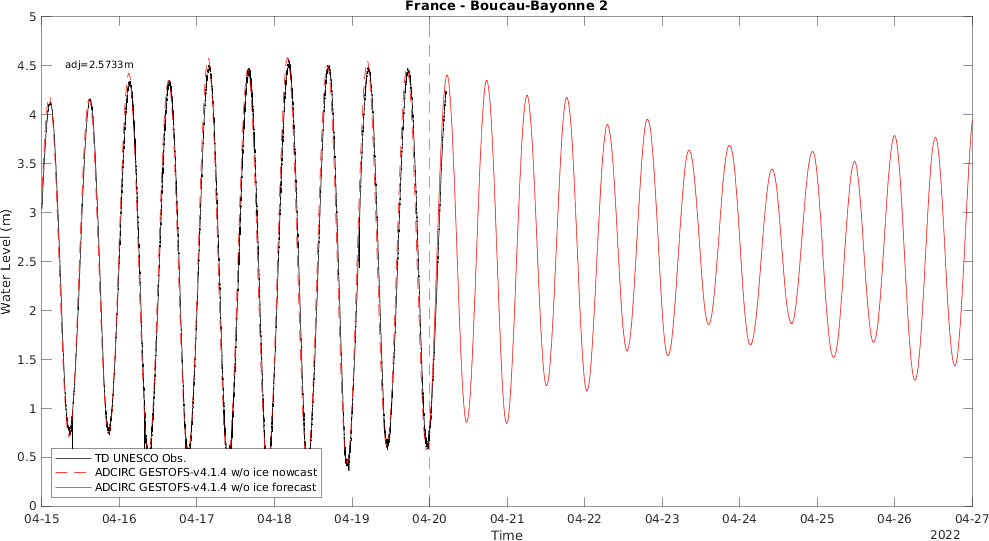 France - Boucau-Bayonne 2
5
4.5
4
3.5
3
2.5
2
1.5
1
0.5
0
Water Level (m)
adj=2.5733m
TD UNESCO Obs.
ADCIRC GESTOFS-v4.1.4 w/o ice nowcast
ADCIRC GESTOFS-v4.1.4 w/o ice forecast
04-15 04-16 04-17 04-18 04-19 04-20 04-21 04-22 04-23 04-24 04-25 04-26 04-27
Time
2022